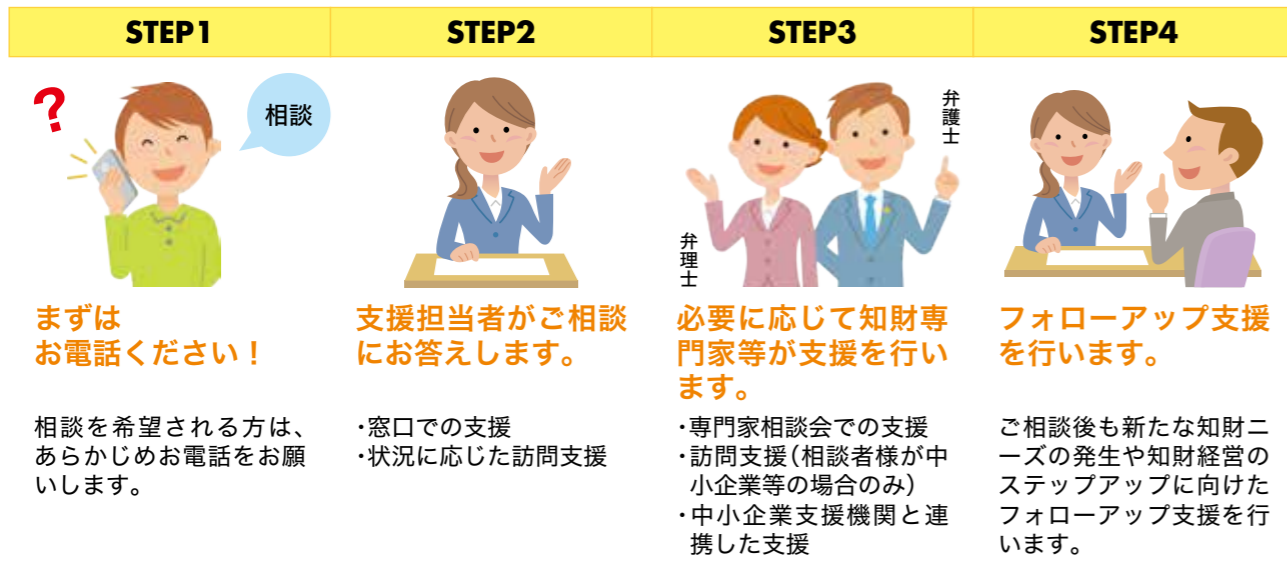 STEP1
?
相談
まずは
お電話ください！
相談を希望される方は、
あらかじめお電話をお願
いします。
STEP2
支援担当者がご相談
にお答えします。
・窓口での支援
・状況に応じた訪問支援
STEP3
弁護士
弁理士
必要に応じて知財専
門家等が支援を行い
ます。
・専門家相談会での支援
・訪問支援（相談者様が中
小企業等の場合のみ）
・中小企業支援機関と連
携した支援
STEP4
フォローアップ支援
を行います。
ご相談後も新たな知財ニ
ーズの発生や知財経営の
ステップアップに向けた
フォローアップ支援を行
います。